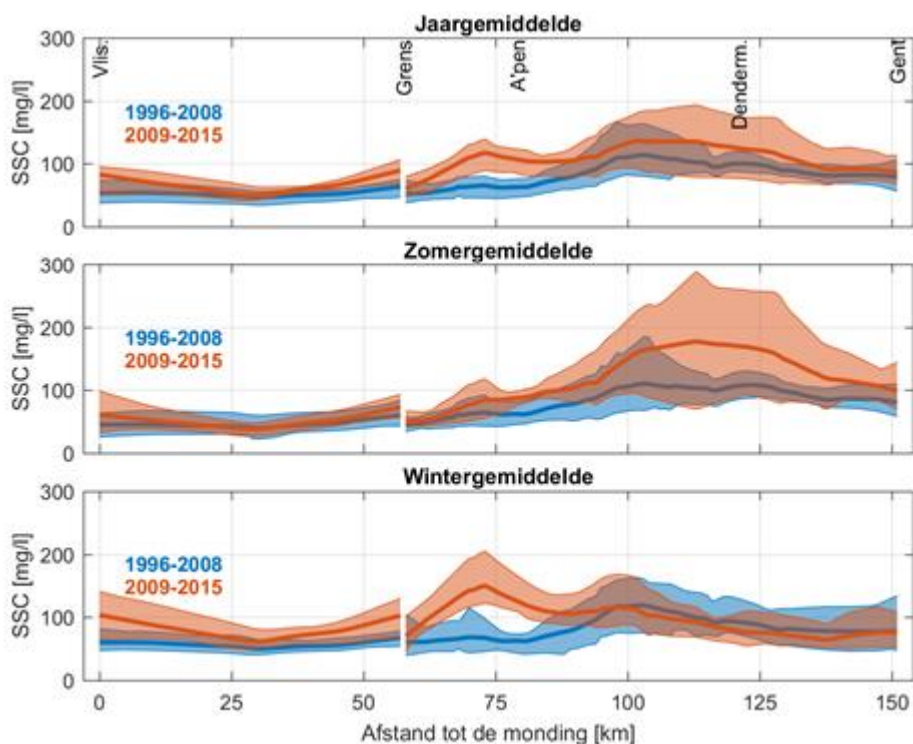 Jaargemiddelde
300
200
100
0
SSC [mg/l]
Vlis.
Grens
A'pen
Denderm.
Gent
1996-2008
2009-2015
Zomergemiddelde
300
200
100
0
SSC [mg/l]
1996-2008
2009-2015
Wintergemiddelde
300
200
100
0
SSC [mg/l]
1996-2008
2009-2015
0 25 50 75 100 125 150
Afstand tot de monding [km]